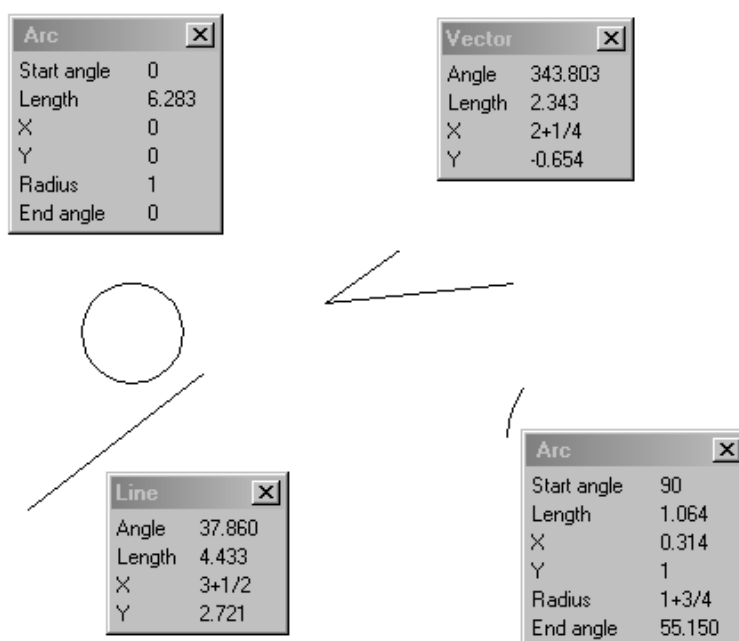 Arc
Start angle 0
Length 6.283
X 0
Y 0
Radius 1
End angle 0
Vector
Angle 343.803
Length 2.343
X 2+1/4
Y -0.654
Line
Angle 37.860
Length 4.433
X 3+1/2
Y 2.721
Arc
Start angle 90
Length 1.064
X 0.314
Y 1
Radius 1+3/4
End angle 55.150